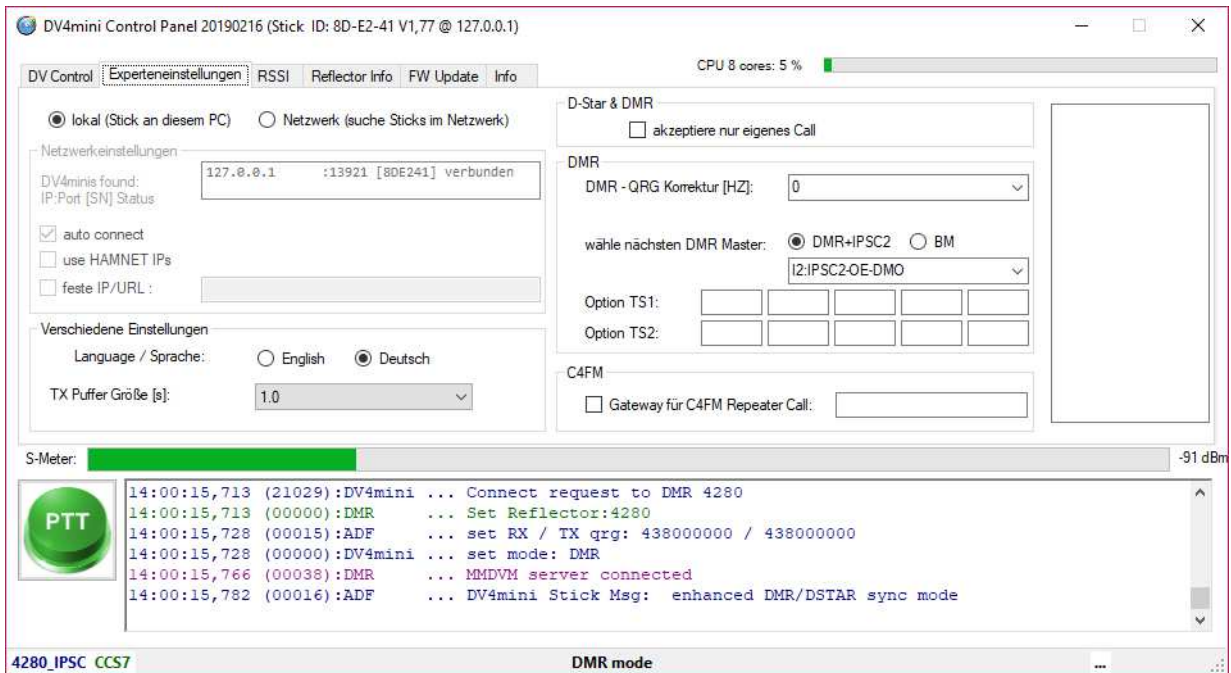 DV4mini Control Panel 20190216 (Stick ID: 8D-E2-41 V1,77 @ 127.0.0.1)
CPU 8 cores: 5 %
DV Control Experteneinstellungen RSSI Reflector Info FW Update Info
lokal (Stick an diesem PC) Netzwerk (suche Sticks im Netzwerk)
Netzwerkeinstellungen
DV4minis found:
IP:Port [SN] Status
127.0.0.1 :13921 [8DE241] verbunden
auto connect
use HAMNET IPs
feste IP/URL :
Verschiedene Einstellungen
Language / Sprache: English Deutsch
TX Puffer Größe [s]: 1.0
D-Star & DMR
akzeptiere nur eigenes Call
DMR
DMR - QRG Korrektur [HZ]: 0
wähle nächsten DMR Master: DMR+IPSC2 BM
I2:IPSC2-OE-DMO
Option TS1:
Option TS2:
C4FM
Gateway für C4FM Repeater Call:
S-Meter: -91 dBm
PTT
14:00:15,713 (21029):DV4mini ... Connect request to DMR 4280
14:00:15,713 (00000):DMR ... Set Reflector:4280
14:00:15,728 (00015):ADF ... set RX / TX qrg: 438000000 / 438000000
14:00:15,728 (00000):DV4mini ... set mode: DMR
14:00:15,766 (00038):DMR ... MMDVM server connected
14:00:15,782 (00016):ADF ... DV4mini Stick Msg: enhanced DMR/DSTAR sync mode
4280_IPSC CCS7 DMR mode ...